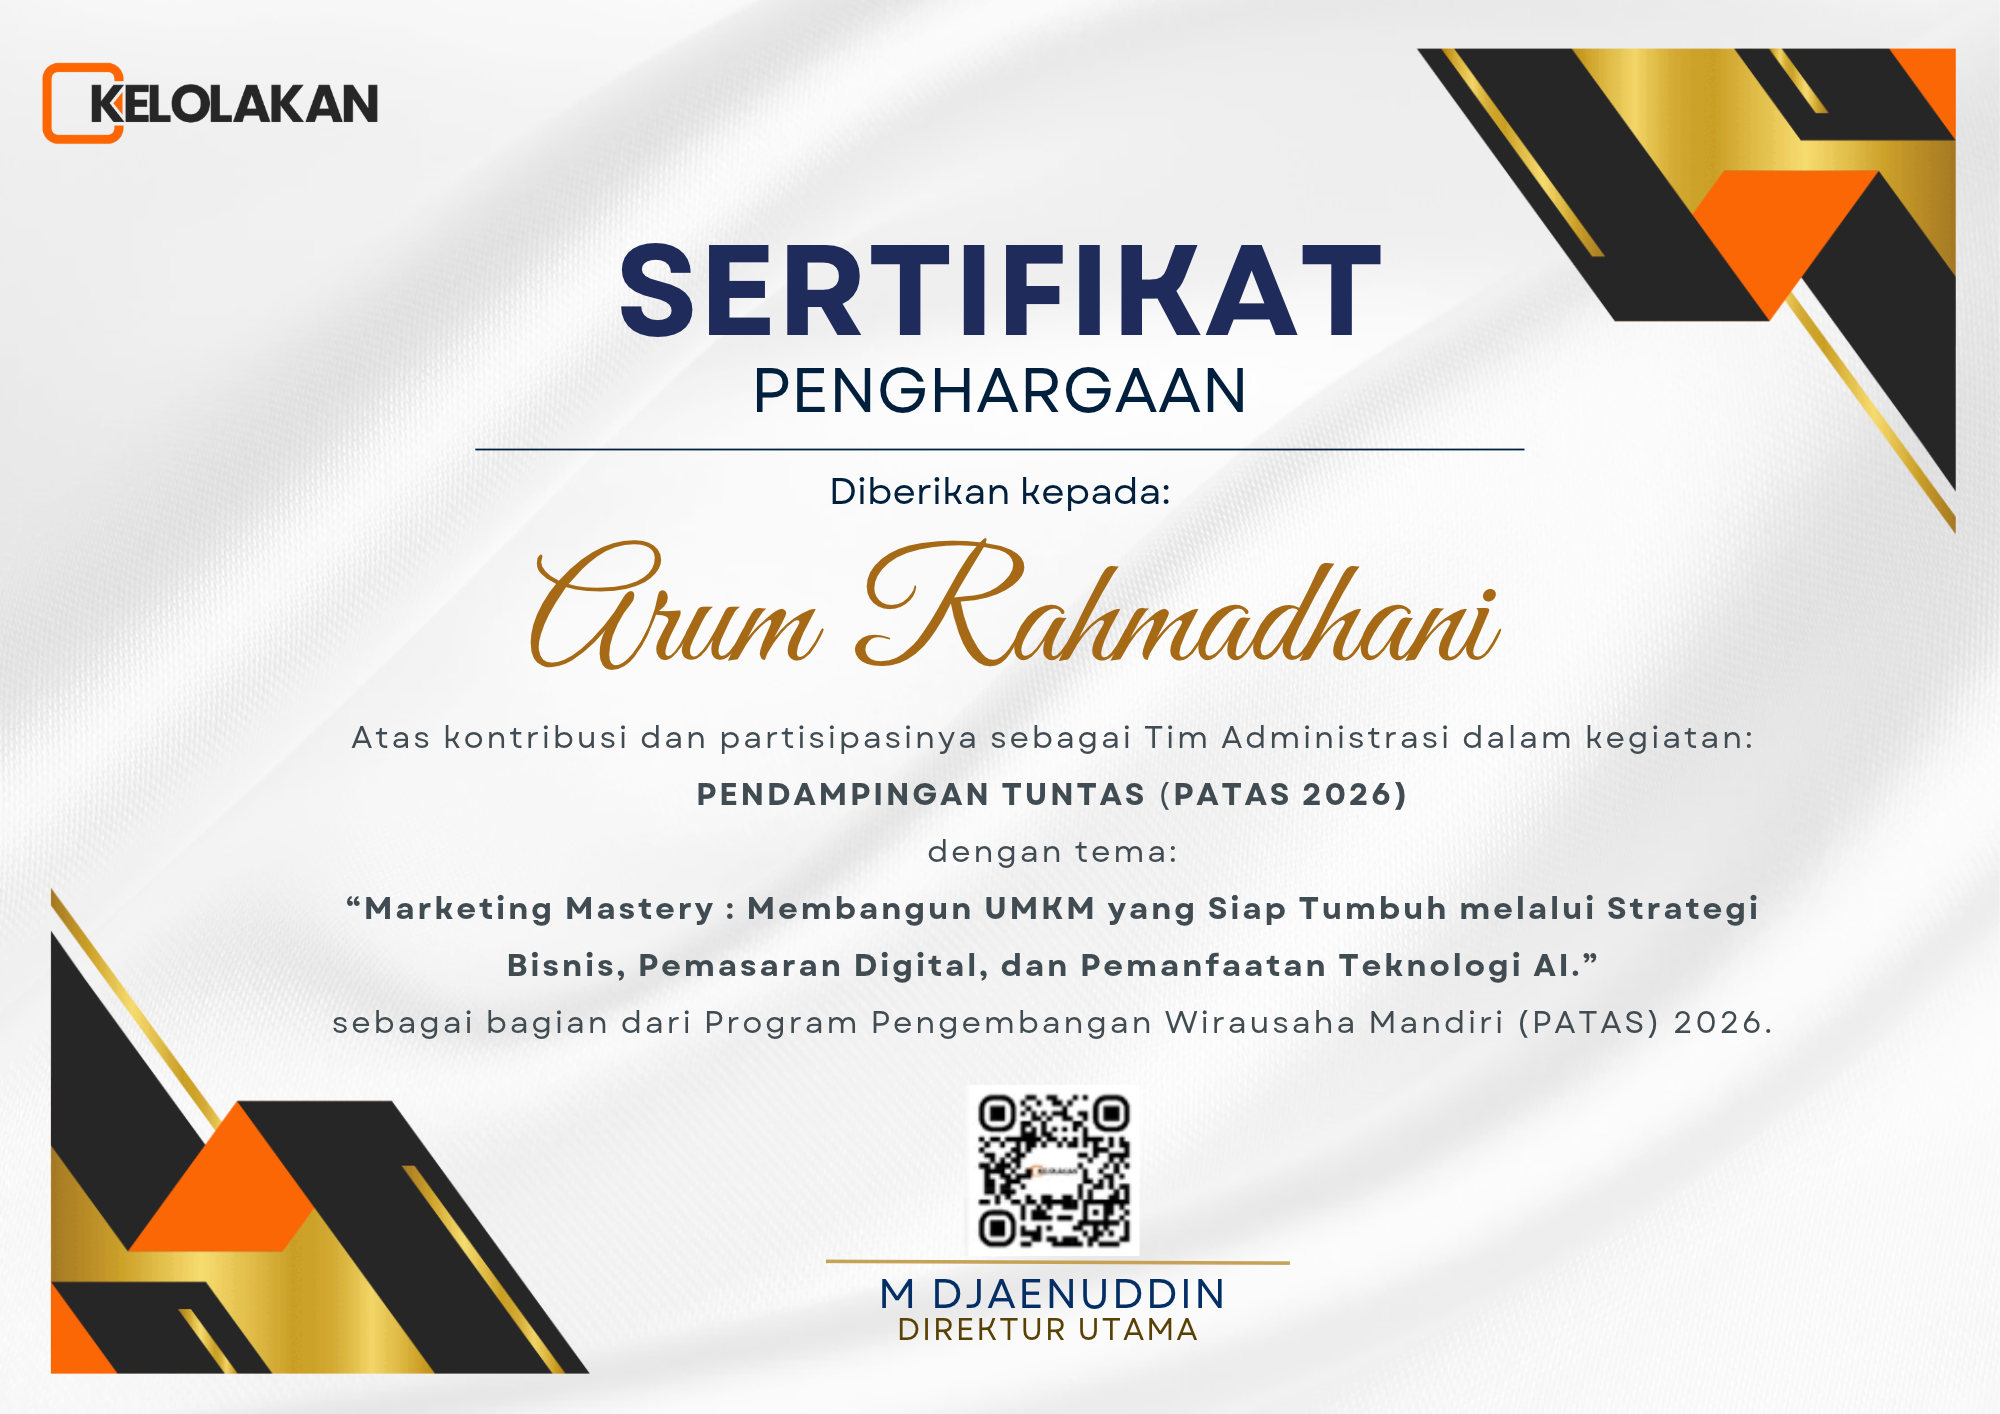 KELOLAKAN
SERTIFIKAT
PENGHARGAAN
Diberikan kepada:
Arum Rahmadhani
Atas kontribusi dan partisipasinya sebagai Tim Administrasi dalam kegiatan:
PENDAMPINGAN TUNTAS (PATAS 2026)
dengan tema:
“Marketing Mastery : Membangun UMKM yang Siap Tumbuh melalui Strategi
Bisnis, Pemasaran Digital, dan Pemanfaatan Teknologi AI.”
sebagai bagian dari Program Pengembangan Wirausaha Mandiri (PATAS) 2026.
KELOLAKAN
M DJAENUDDIN
DIREKTUR UTAMA